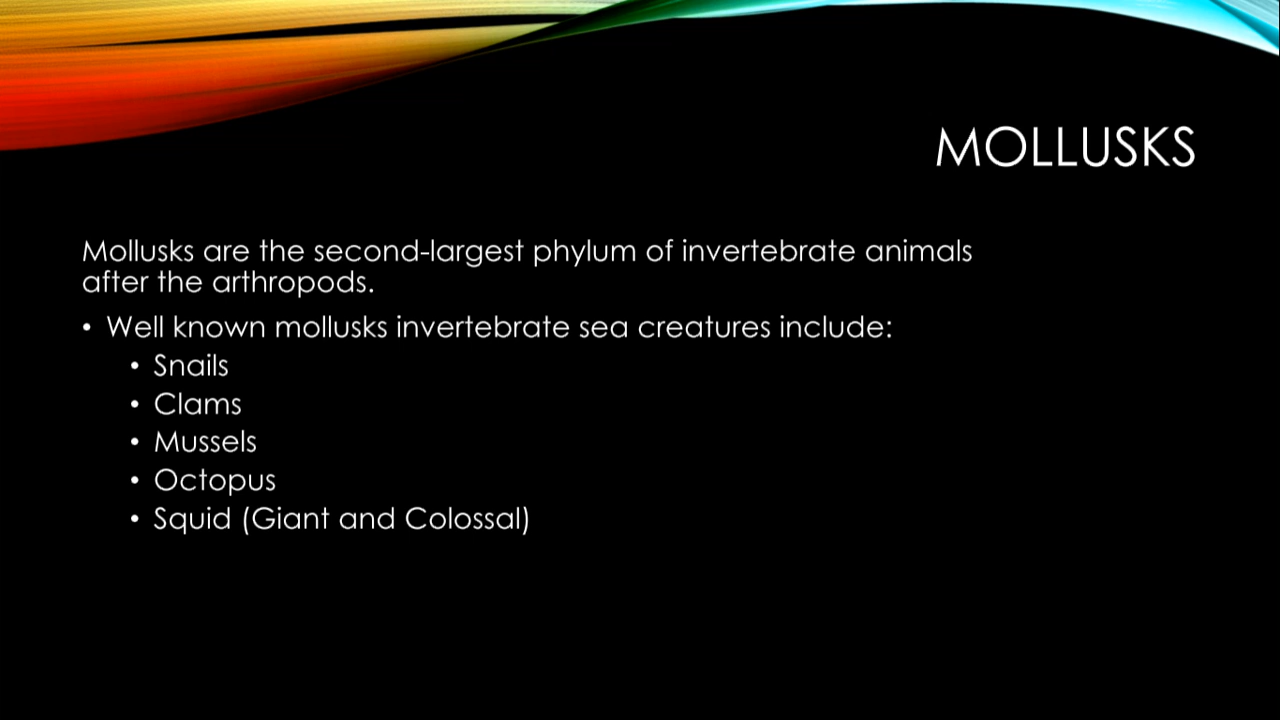 MOLLUSKS
Mollusks are the second-largest phylum of invertebrate animals
after the arthropods.
• Well known mollusks invertebrate sea creatures include:
• Snails
• Clams
• Mussels
• Octopus
• Squid (Giant and Colossal)